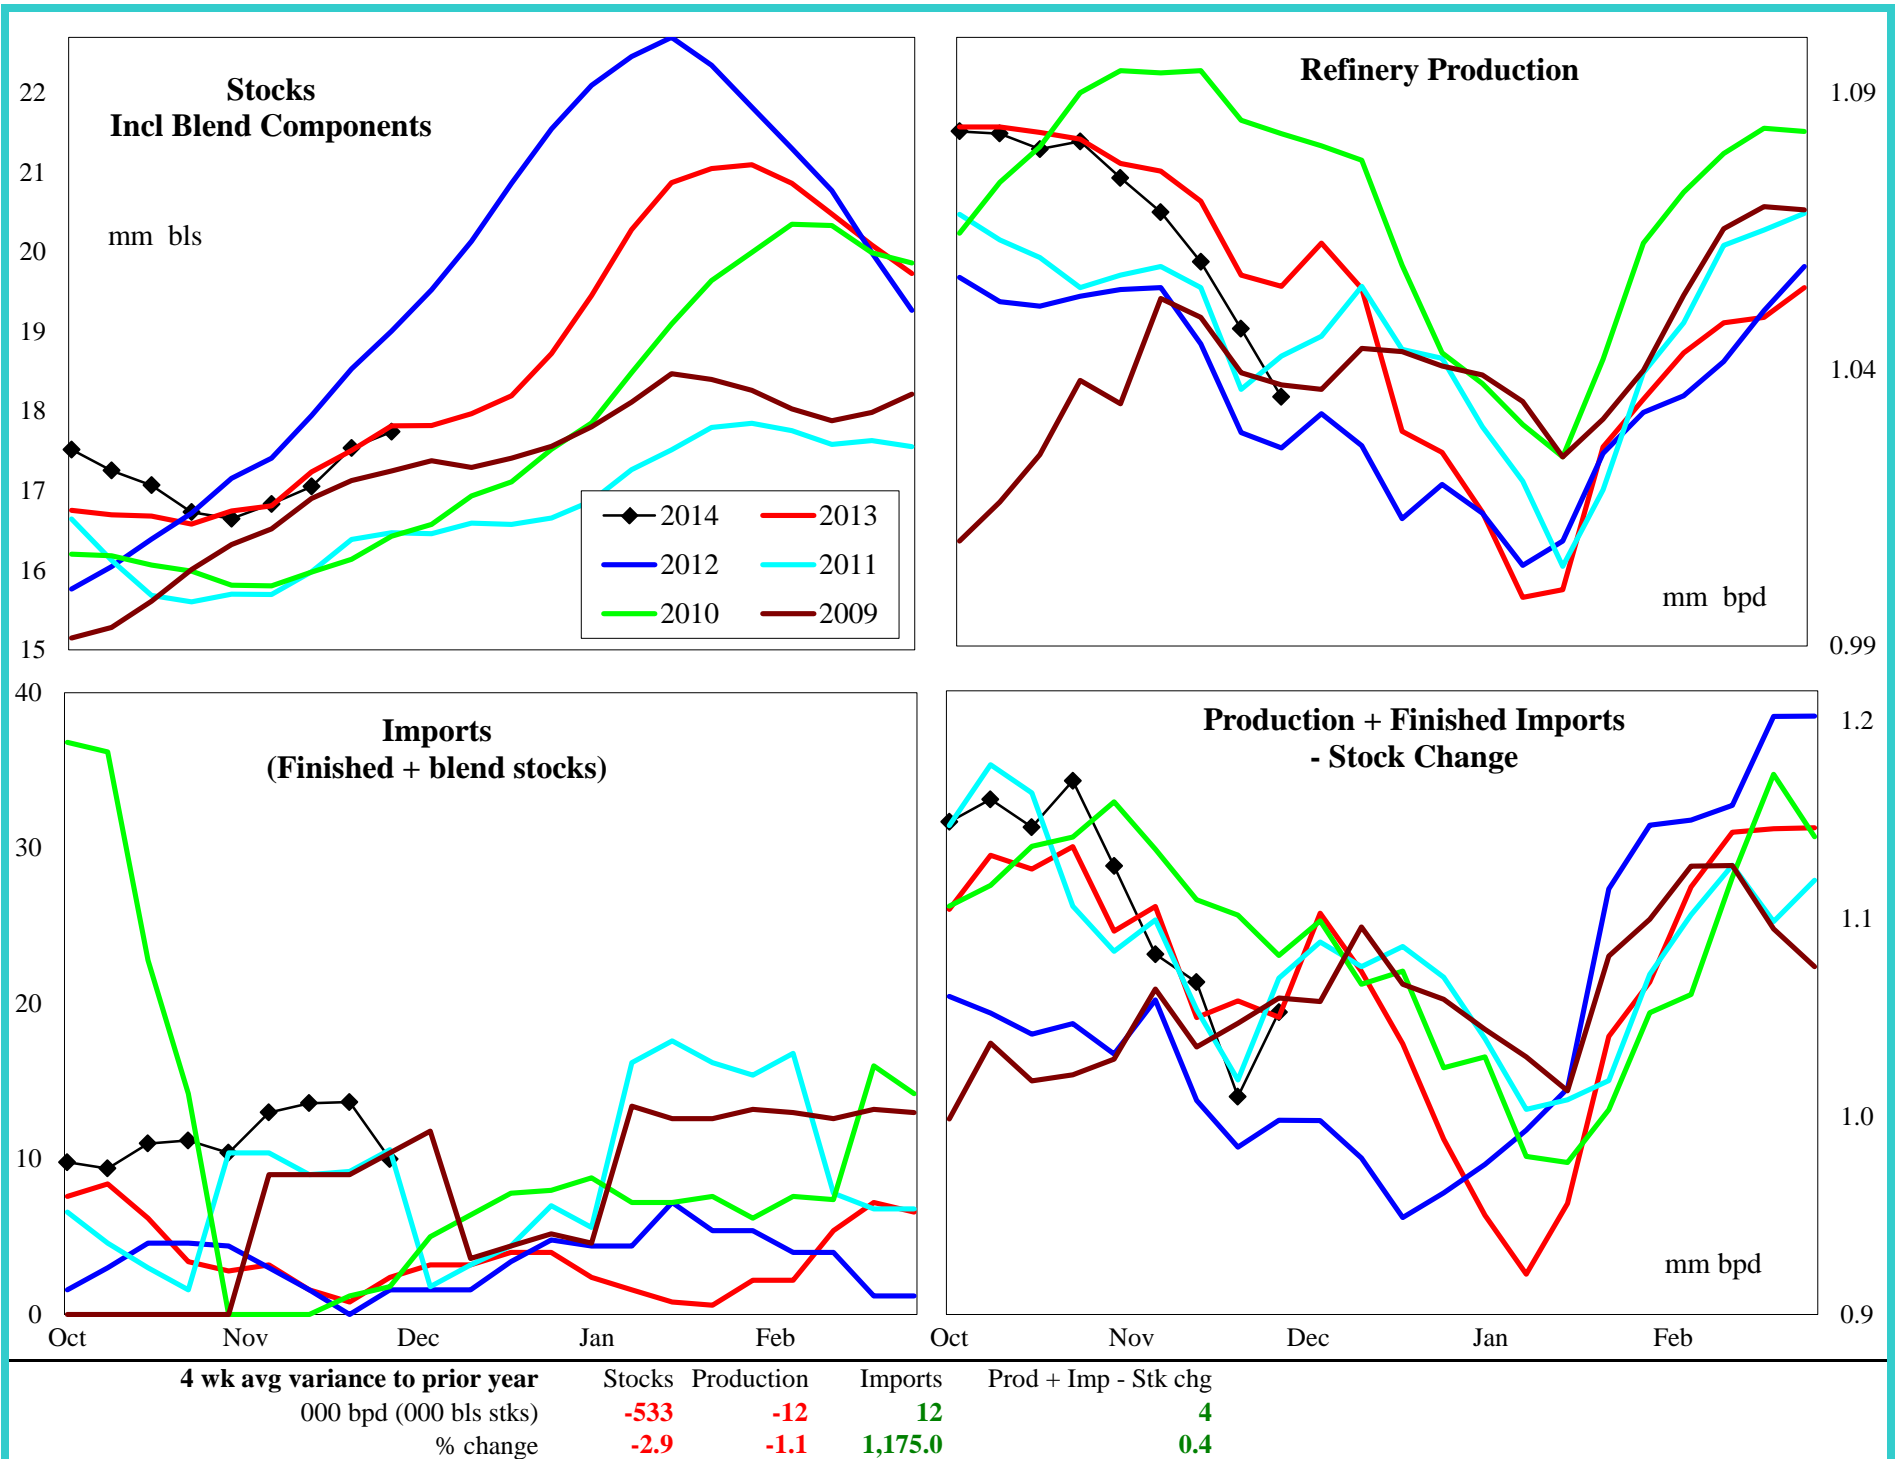 Stocks
Incl Blend Components
mm bls
22
21
20
19
18
17
16
15
2014
2013
2012
2011
2010
2009
Refinery Production
1.09
1.04
0.99
mm bpd
Imports
(Finished + blend stocks)
40
30
20
10
0
Oct Nov Dec Jan Feb
Production + Finished Imports
- Stock Change
1.2
1.1
1.0
0.9
mm bpd
Oct Nov Dec Jan Feb
4 wk avg variance to prior year Stocks Production Imports Prod + Imp - Stk chg
000 bpd (000 bls stks) -533 -12 12 4
% change -2.9 -1.1 1,175.0 0.4